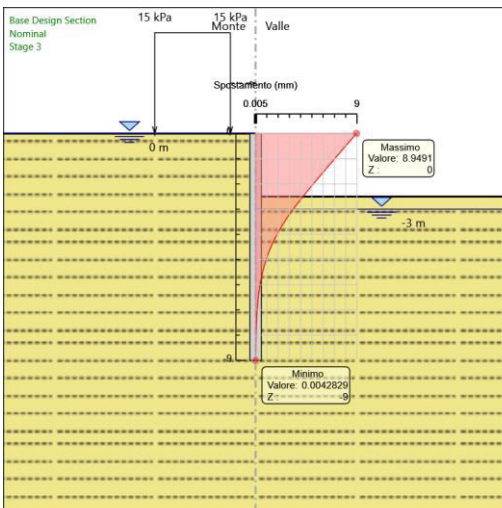 Base Design Section
Nominal
Stage 3
15 kPa
15 kPa
Monte
Valle
Spostamento (mm)
0.005
9
0 m
Massimo
Valore: 8.9491
Z : 0
-3 m
-9
Minimo
Valore: 0.0042829
Z : -9